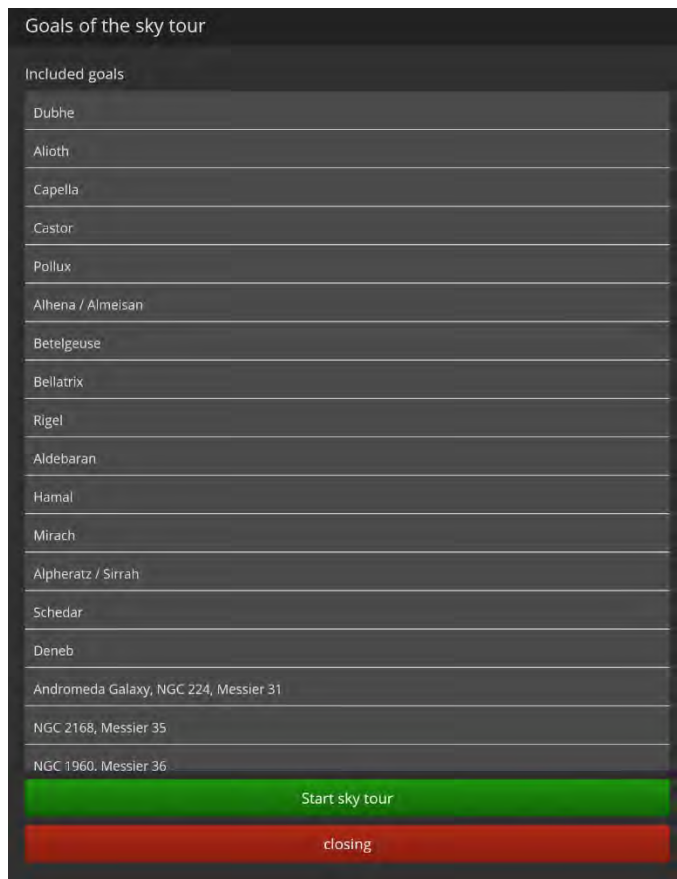 Goals of the sky tour
Included goals
Dubhe
Alioth
Capella
Castor
Pollux
Alhena / Almeisan
Betelgeuse
Bellatrix
Rigel
Aldebaran
Hamal
Mirach
Alpheratz / Sirrah
Schedar
Deneb
Andromeda Galaxy, NGC 224, Messier 31
NGC 2168, Messier 35
NGC 1960, Messier 36
Start sky tour
closing